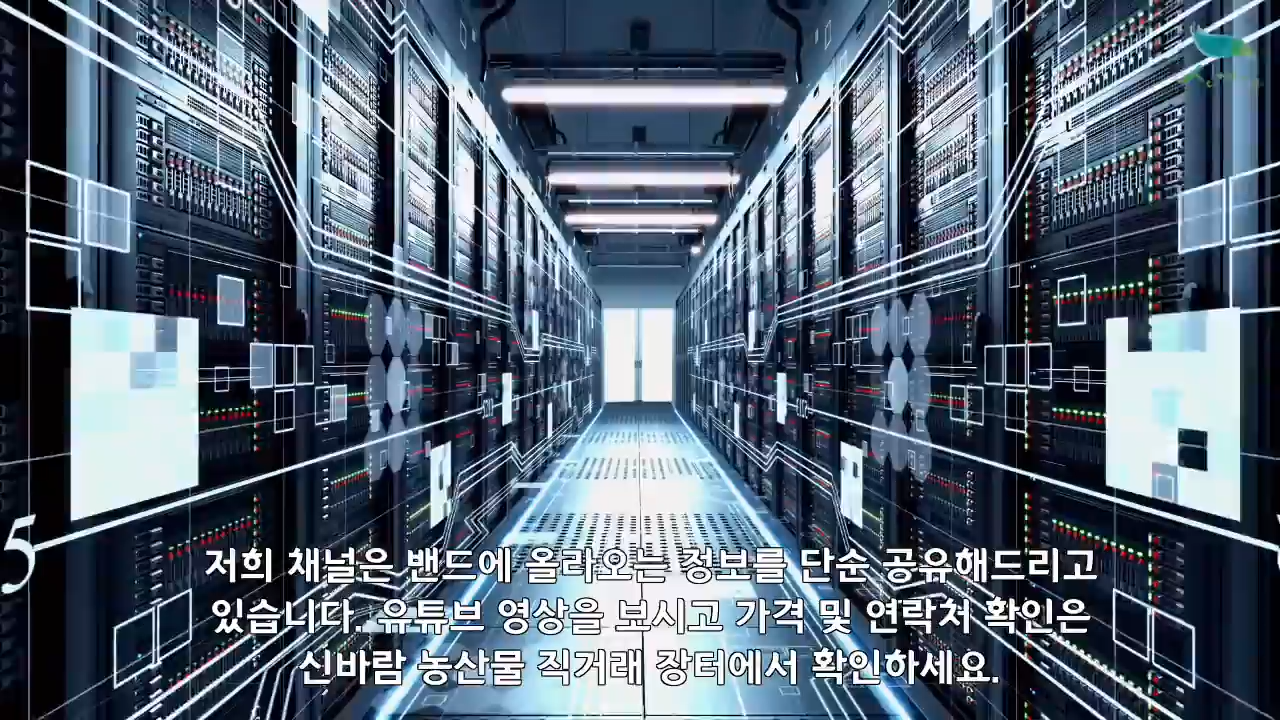 저희 채널은 밴드에 올라오는 정보를 단순 공유해드리고
있습니다. 유튜브 영상을 보시고 가격 및 연락처 확인은
신바람 농산물 직거래 장터에서 확인하세요.
5